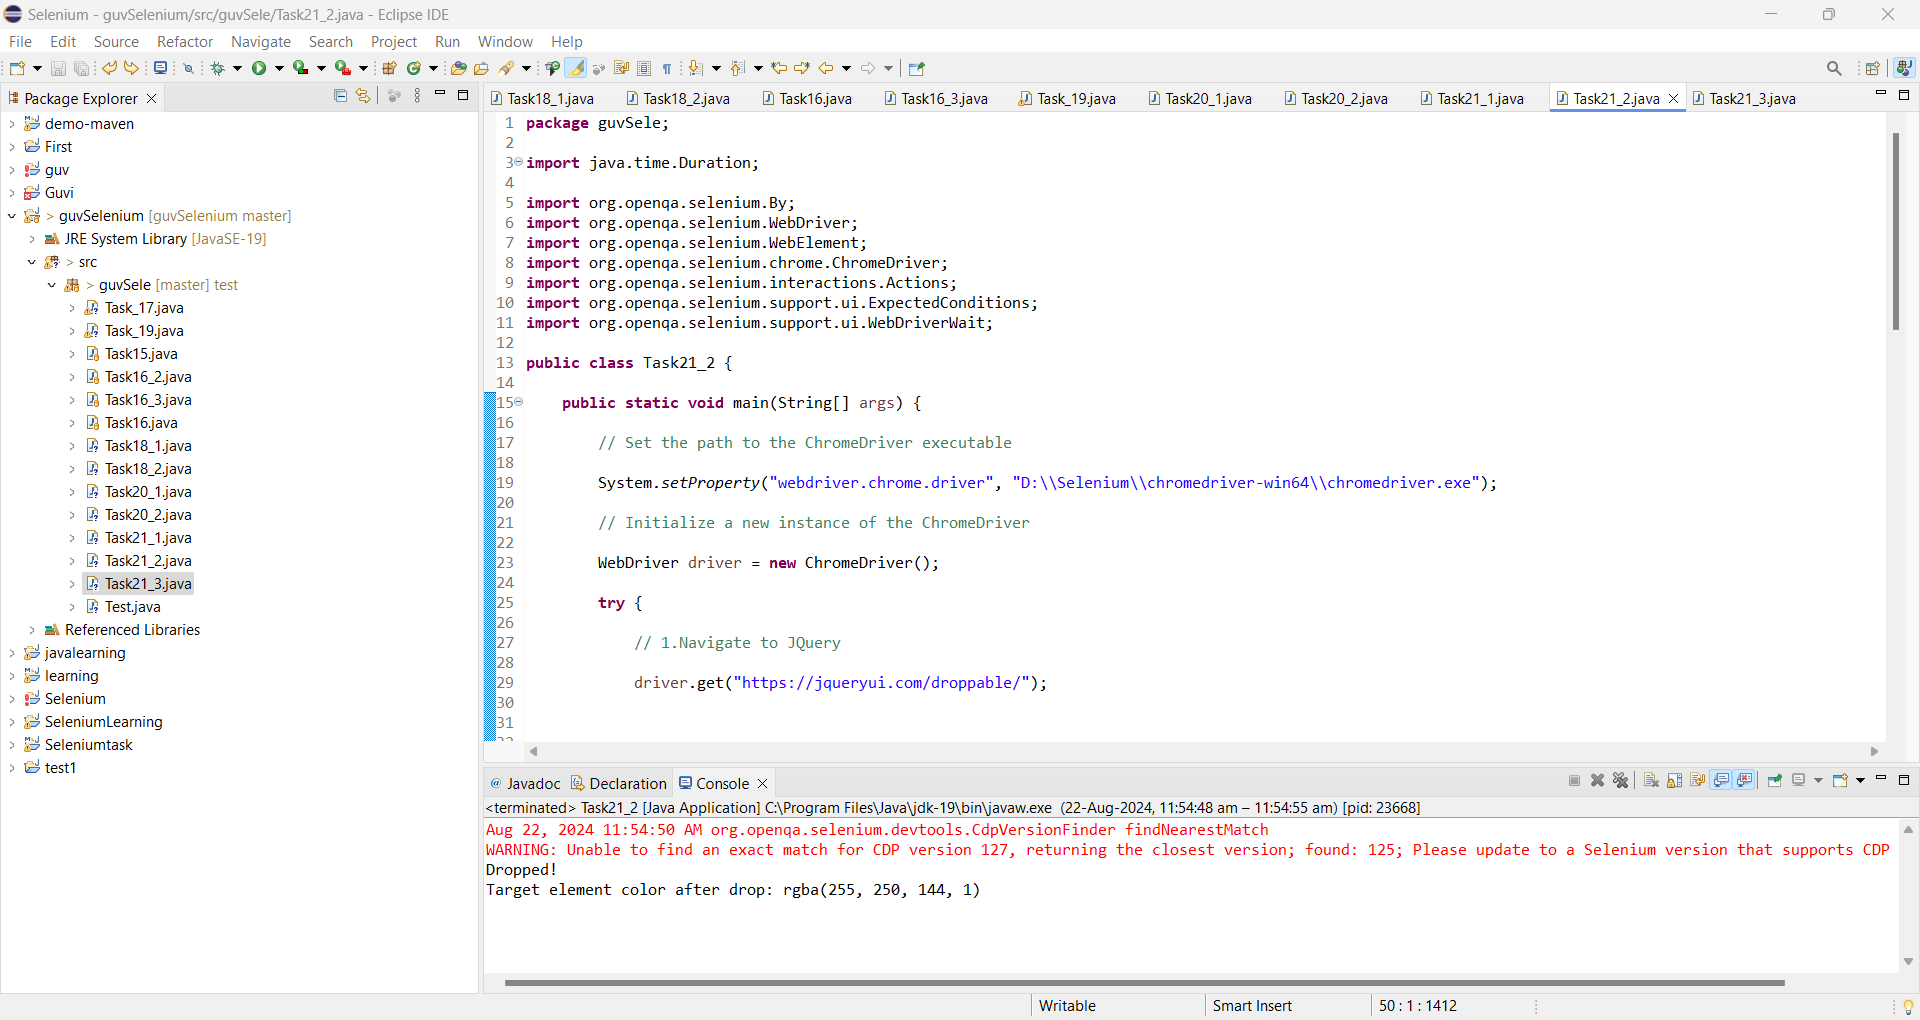 Selenium - guvSelenium/src/guvSele/Task21_2.java - Eclipse IDE
File Edit Source Refactor Navigate Search Project Run Window Help
Package Explorer
demo-maven
First
guv
Guvi
> guvSelenium [guvSelenium master]
JRE System Library [JavaSE-19]
> src
> guvSele [master] test
Task_17.java
Task_19.java
Task15.java
Task16_2.java
Task16_3.java
Task16.java
Task18_1.java
Task18_2.java
Task20_1.java
Task20_2.java
Task21_1.java
Task21_2.java
Task21_3.java
Test.java
Referenced Libraries
javalearning
learning
Selenium
SeleniumLearning
Seleniumtask
test1
Task18_1.java Task18_2.java Task16.java Task16_3.java Task_19.java Task20_1.java Task20_2.java Task21_1.java Task21_2.java Task21_3.java
1 package guvSele;
2
3 import java.time.Duration;
4
5 import org.openqa.selenium.By;
6 import org.openqa.selenium.WebDriver;
7 import org.openqa.selenium.WebElement;
8 import org.openqa.selenium.chrome.ChromeDriver;
9 import org.openqa.selenium.interactions.Actions;
10 import org.openqa.selenium.support.ui.ExpectedConditions;
11 import org.openqa.selenium.support.ui.WebDriverWait;
12
13 public class Task21_2 {
14
15 public static void main(String[] args) {
16
17 // Set the path to the ChromeDriver executable
18
19 System.setProperty("webdriver.chrome.driver", "D:\\Selenium\\chromedriver-win64\\chromedriver.exe");
20
21 // Initialize a new instance of the ChromeDriver
22
23 WebDriver driver = new ChromeDriver();
24
25 try {
26
27 // 1.Navigate to JQuery
28
29 driver.get("https://jqueryui.com/droppable/");
30
31
Javadoc Declaration Console
<terminated> Task21_2 [Java Application] C:\Program Files\Java\jdk-19\bin\javaw.exe (22-Aug-2024, 11:54:48 am – 11:54:55 am) [pid: 23668]
Aug 22, 2024 11:54:50 AM org.openqa.selenium.devtools.CdpVersionFinder findNearestMatch
WARNING: Unable to find an exact match for CDP version 127, returning the closest version; found: 125; Please update to a Selenium version that supports CDP
Dropped!
Target element color after drop: rgba(255, 250, 144, 1)
Writable Smart Insert 50 : 1 : 1412